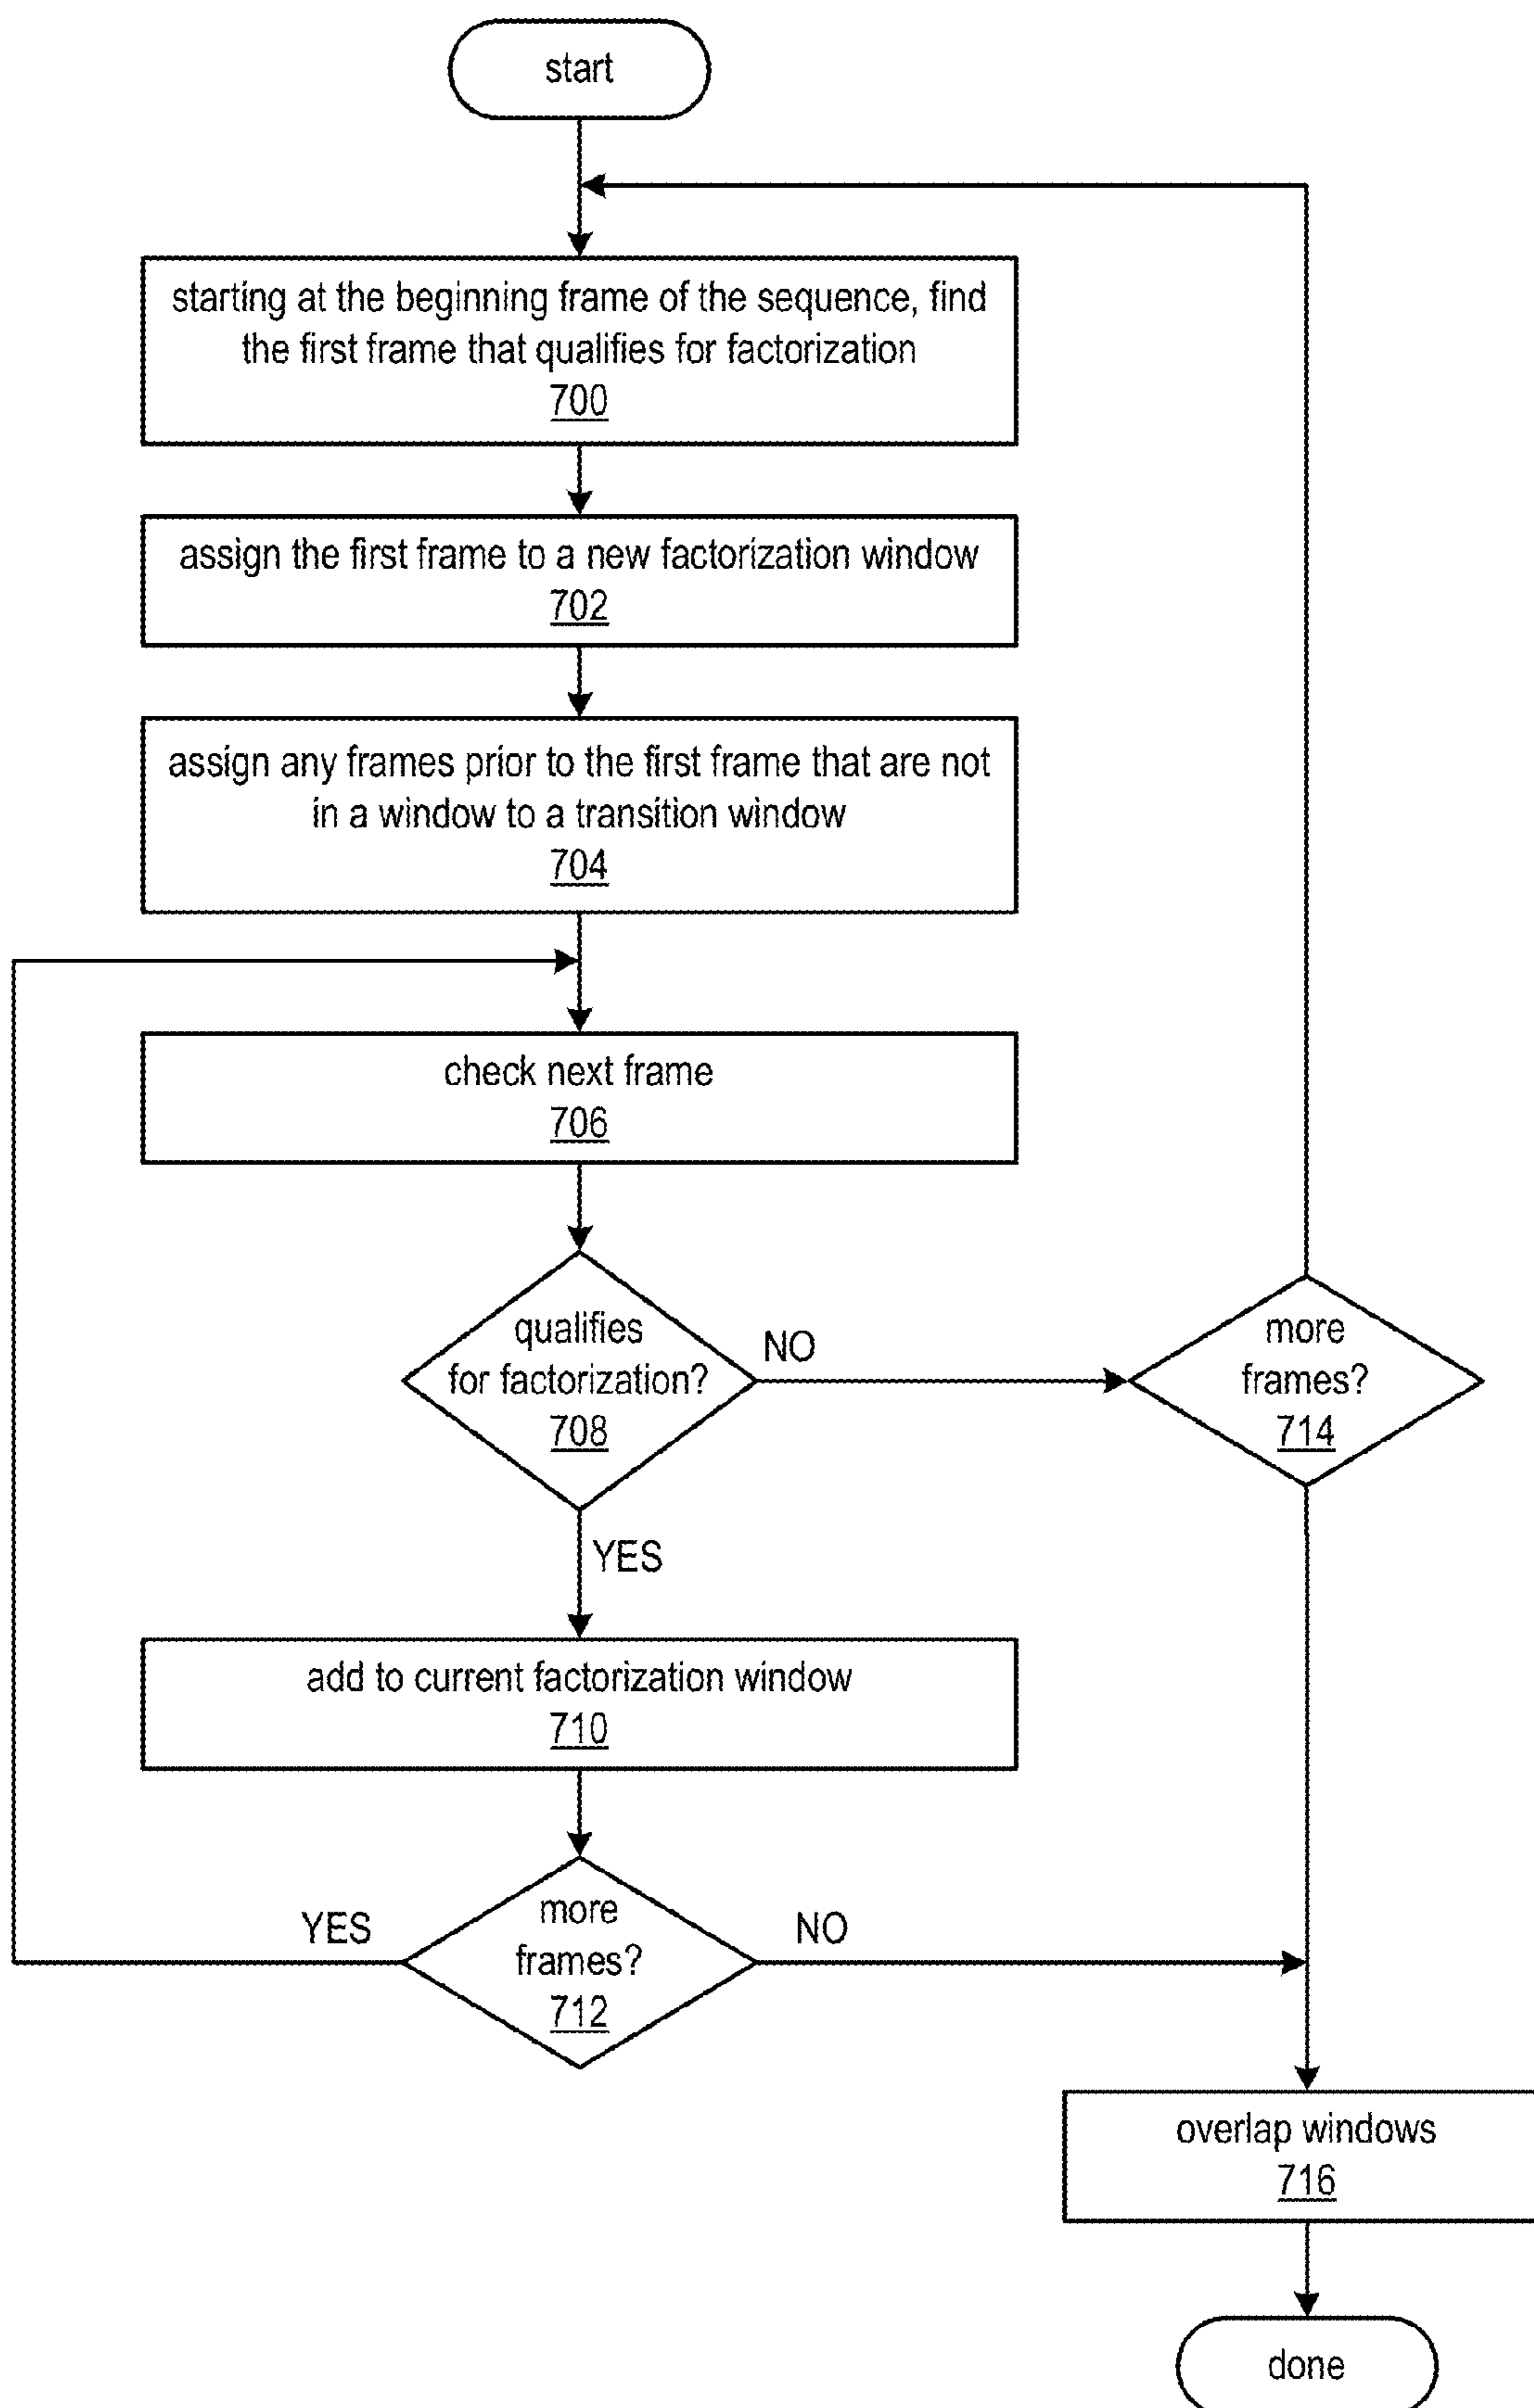 start
starting at the beginning frame of the sequence, find
the first frame that qualifies for factorization
700
assign the first frame to a new factorization window
702
assign any frames prior to the first frame that are not
in a window to a transition window
704
check next frame
706
qualifies
for factorization?
708
NO
more
frames?
714
YES
add to current factorization window
710
YES
more
frames?
712
NO
overlap windows
716
done